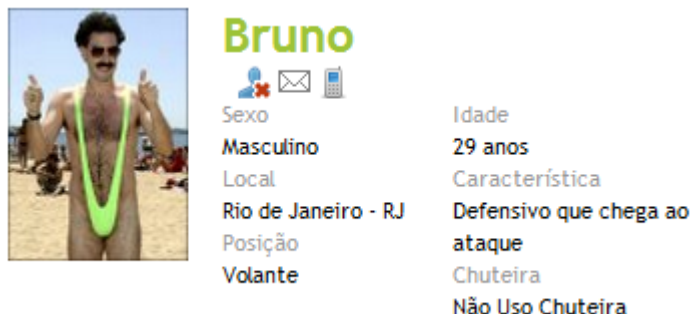 Bruno
Sexo
Masculino
Local
Rio de Janeiro - RJ
Posição
Volante
Idade
29 anos
Característica
Defensivo que chega ao
ataque
Chuteira
Não Uso Chuteira